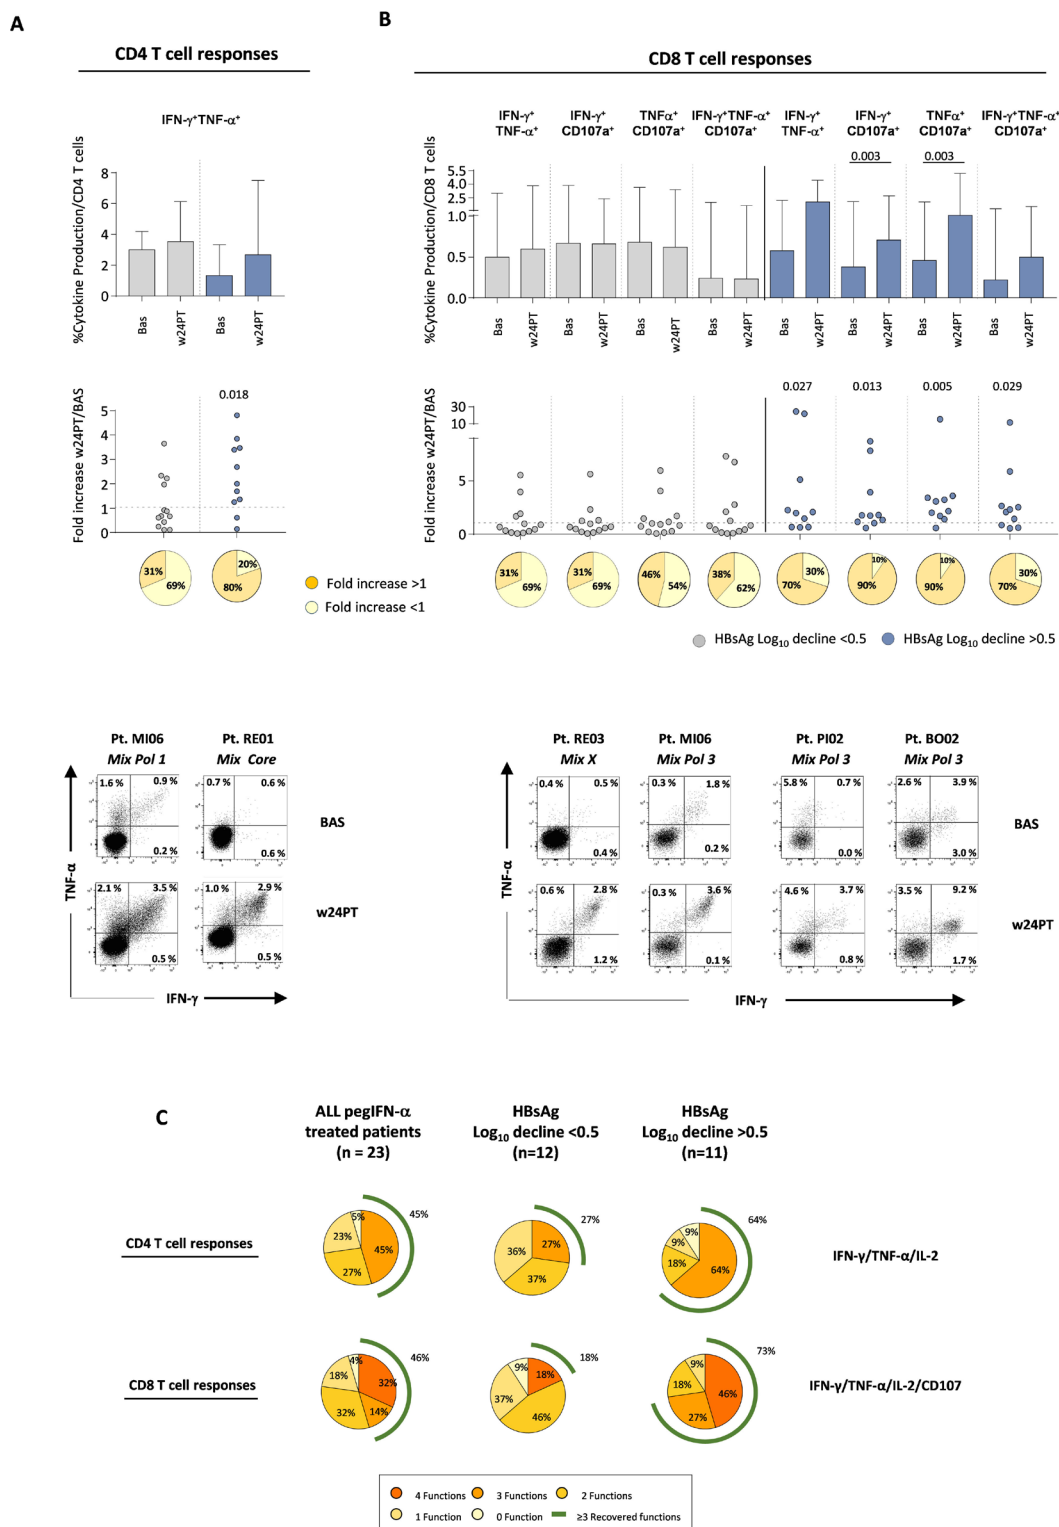 A
CD4 T cell responses
IFN-γ⁺TNF-α⁺
%Cytokine Production/CD4 T cells
8
6
4
2
0
Bas
w24PT
Bas
w24PT
Fold increase w24PT/BAS
0.018
5
4
3
2
1
0
31%
69%
20%
80%
Fold increase >1
Fold increase <1
B
CD8 T cell responses
IFN-γ⁺ IFN-γ⁺ TNFα⁺ IFN-γ⁺TNF-α⁺ IFN-γ⁺ IFN-γ⁺ TNFα⁺ IFN-γ⁺TNF-α⁺
TNF-α⁺ CD107a⁺ CD107a⁺ CD107a⁺ TNF-α⁺ CD107a⁺ CD107a⁺ CD107a⁺
0.003 0.003
%Cytokine Production/CD8 T cells
5.5
4.0
2.5
1.0
0.5
0.0
Bas w24PT Bas w24PT Bas w24PT Bas w24PT Bas w24PT Bas w24PT Bas w24PT Bas w24PT
Fold increase w24PT/BAS
0.027 0.013 0.005 0.029
30
10
5
0
31% 69% 31% 69% 46% 54% 38% 62% 30% 70% 10% 90% 10% 90% 30% 70%
HBsAg Log₁₀ decline <0.5 HBsAg Log₁₀ decline >0.5
Pt. MI06 Pt. RE01
Mix Pol 1 Mix Core
1.6 % 0.9 % 0.7 % 0.6 %
BAS
0.2 % 0.6 %
2.1 % 3.5 % 1.0 % 2.9 %
w24PT
0.5 % 0.5 %
TNF-α
IFN-γ
Pt. RE03 Pt. MI06 Pt. PI02 Pt. BO02
Mix X Mix Pol 3 Mix Pol 3 Mix Pol 3
0.4 % 0.5 % 0.3 % 1.8 % 5.8 % 0.7 % 2.6 % 3.9 %
BAS
0.4 % 0.2 % 0.0 % 3.0 %
0.6 % 2.8 % 0.3 % 3.6 % 4.6 % 3.7 % 3.5 % 9.2 %
w24PT
1.2 % 0.1 % 0.8 % 1.7 %
TNF-α
IFN-γ
C
ALL pegIFN-α HBsAg HBsAg
treated patients Log₁₀ decline <0.5 Log₁₀ decline >0.5
(n = 23) (n=12) (n=11)
CD4 T cell responses
5% 45% 23% 45% 27%
27% 36% 27% 37%
64% 9% 9% 18% 64%
IFN-γ/TNF-α/IL-2
CD8 T cell responses
4% 46% 18% 32% 32% 14%
18% 9% 18% 37% 46%
73% 9% 18% 46% 27%
IFN-γ/TNF-α/IL-2/CD107
4 Functions 3 Functions 2 Functions
1 Function 0 Function ≥3 Recovered functions